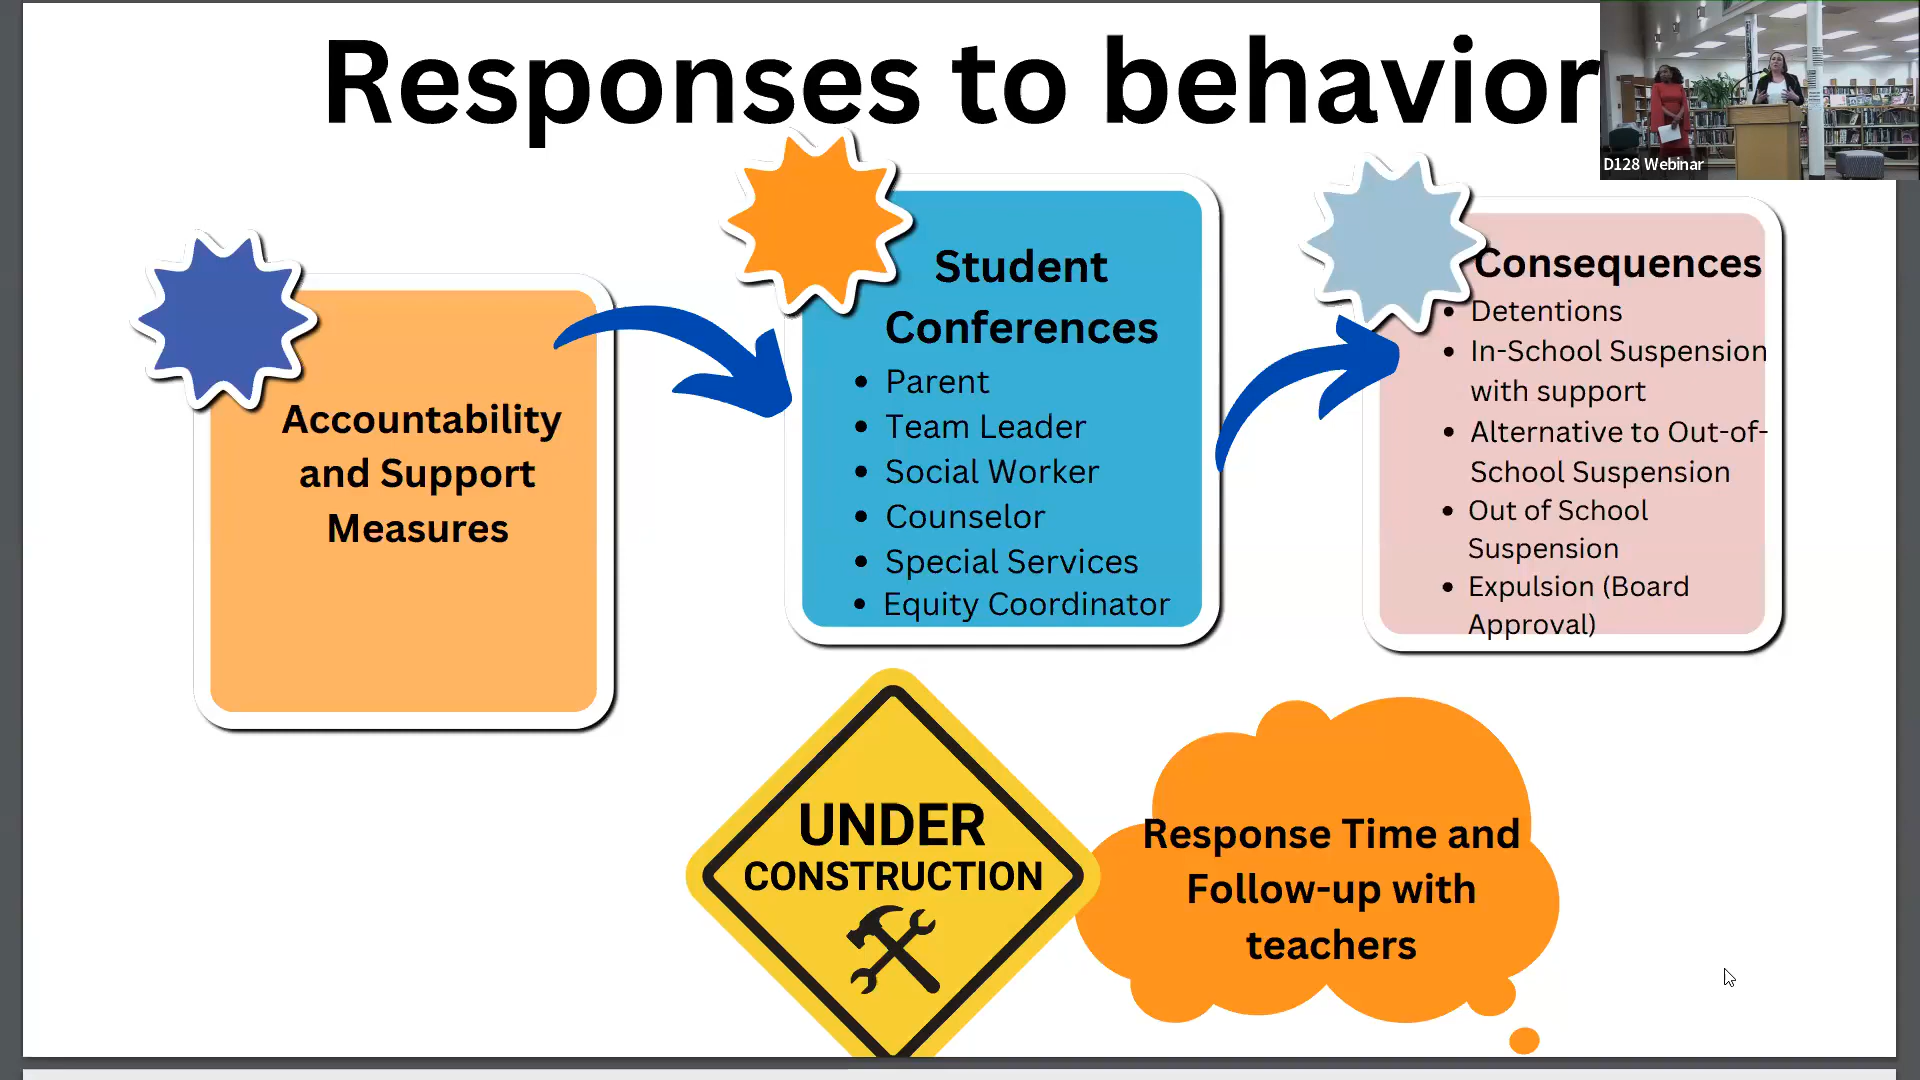 Responses to behavior
D128 Webinar
Accountability
and Support
Measures
Student
Conferences
• Parent
• Team Leader
• Social Worker
• Counselor
• Special Services
• Equity Coordinator
Consequences
• Detentions
• In-School Suspension
with support
• Alternative to Out-of-
School Suspension
• Out of School
Suspension
• Expulsion (Board
Approval)
UNDER
CONSTRUCTION
Response Time and
Follow-up with
teachers